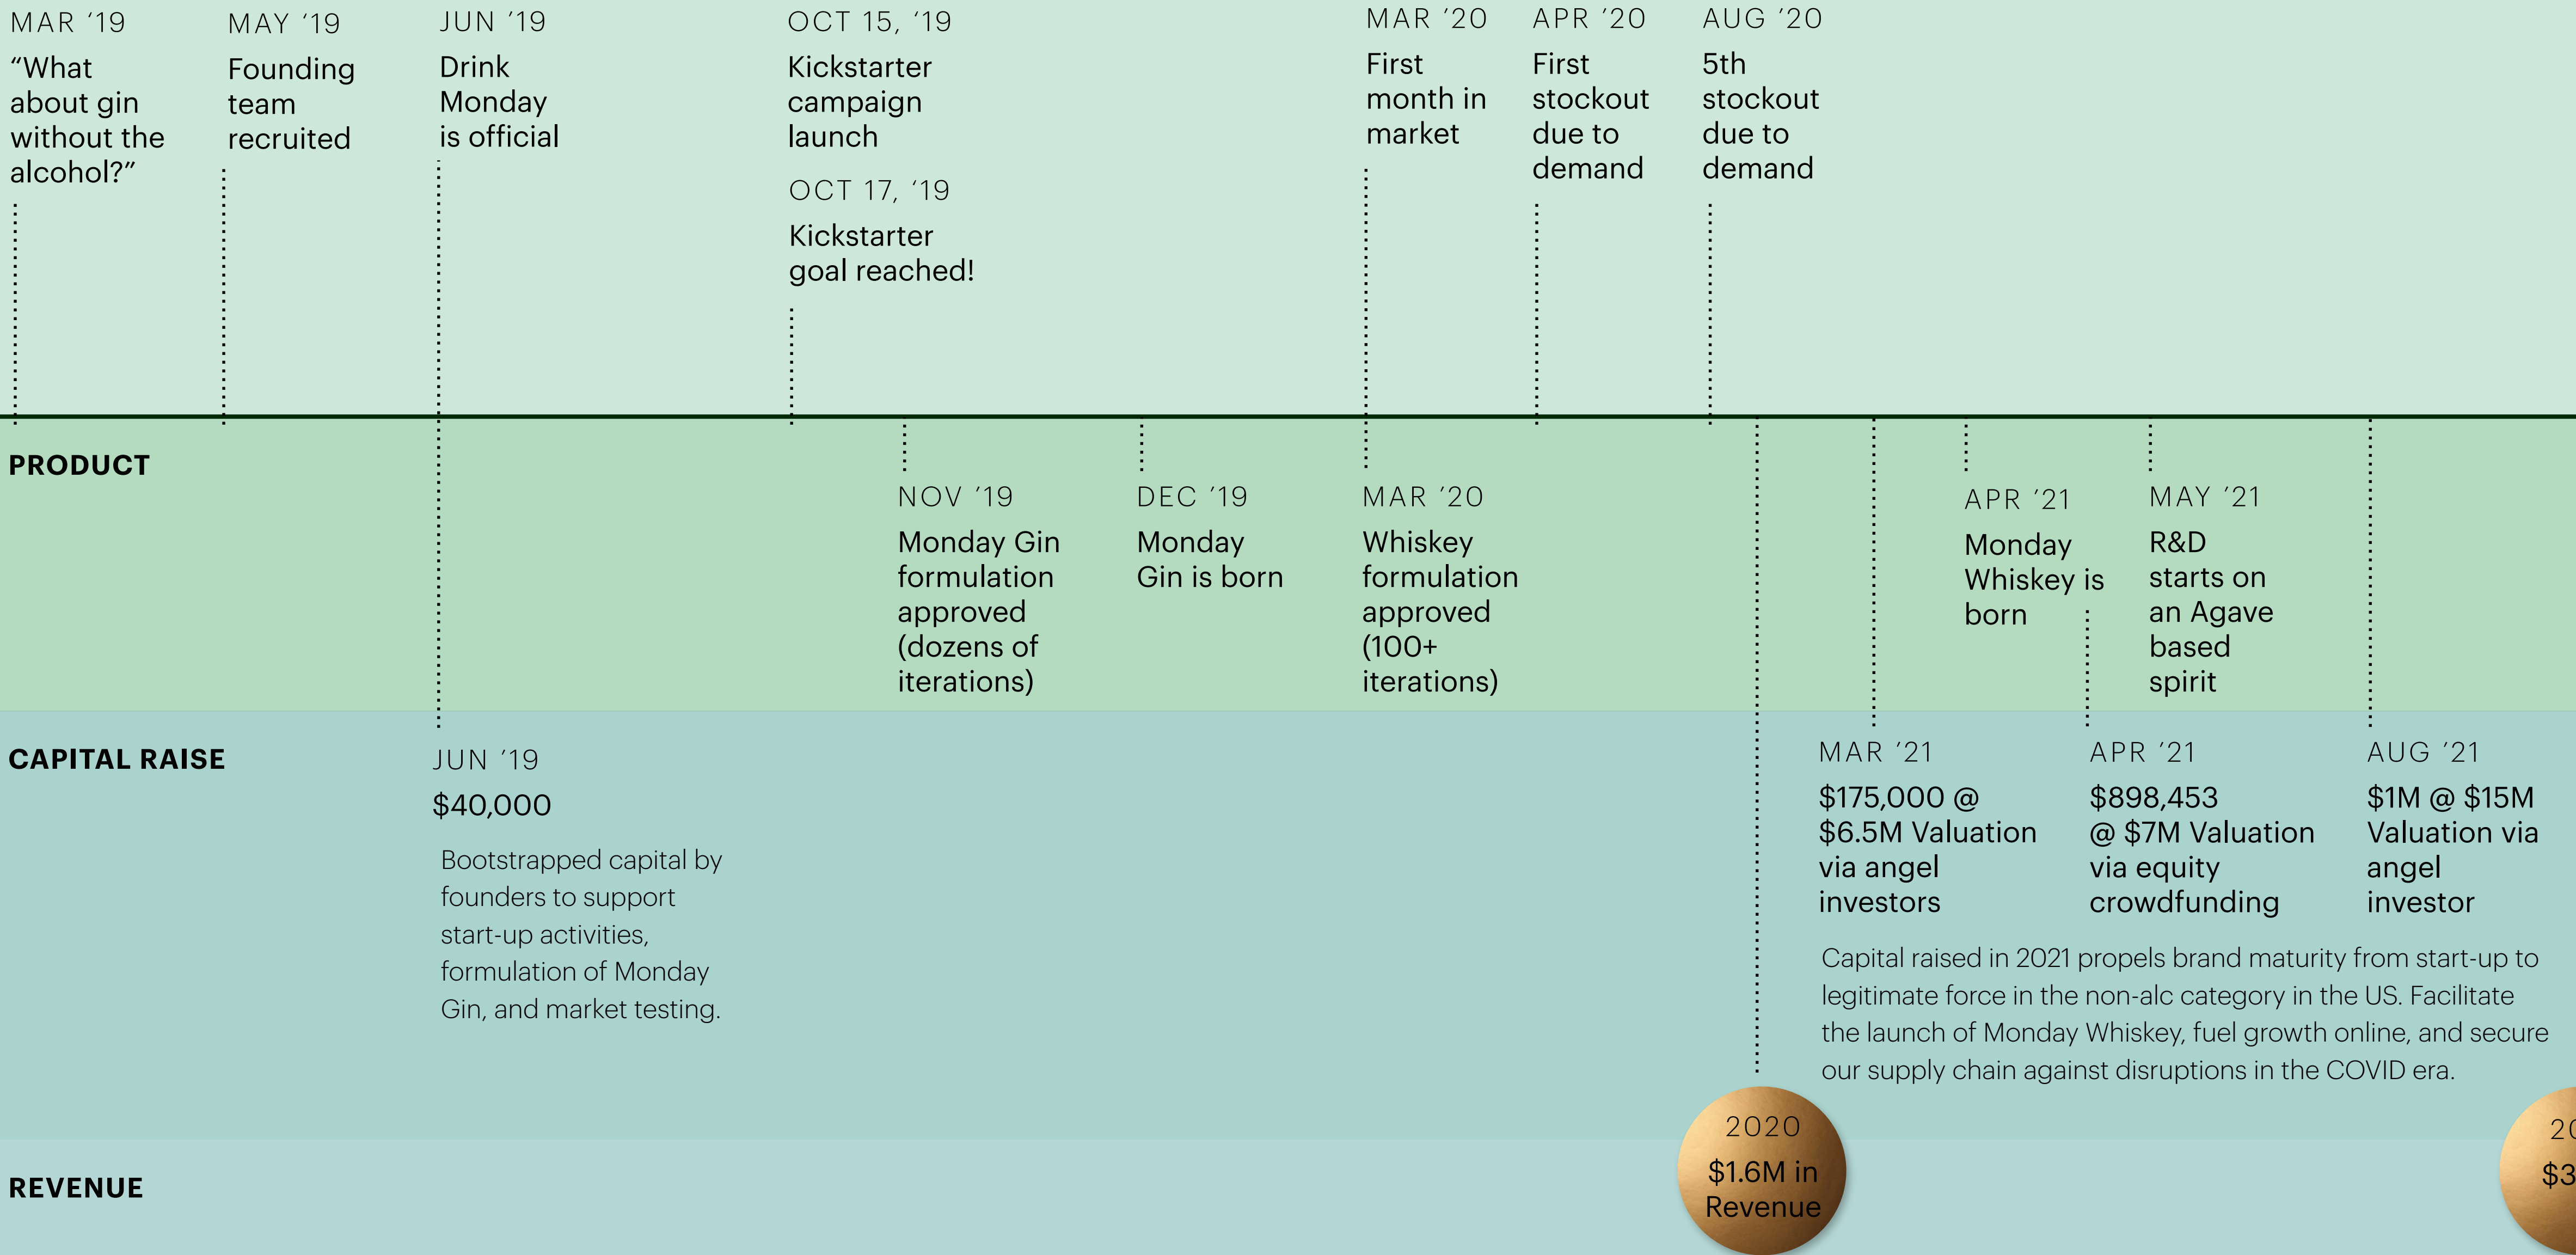 MAR ’19
“What
about gin
without the
alcohol?”
MAY ’19
Founding
team
recruited
JUN ’19
Drink
Monday
is official
OCT 15, ‘19
Kickstarter
campaign
launch
OCT 17, ‘19
Kickstarter
goal reached!
MAR ’20
First
month in
market
APR ’20
First
stockout
due to
demand
AUG ’20
5th
stockout
due to
demand
PRODUCT
NOV ’19
Monday Gin
formulation
approved
(dozens of
iterations)
DEC ’19
Monday
Gin is born
MAR ’20
Whiskey
formulation
approved
(100+
iterations)
APR ’21
Monday
Whiskey is
born
MAY ’21
R&D
starts on
an Agave
based
spirit
CAPITAL RAISE
JUN ’19
$40,000
Bootstrapped capital by
founders to support
start-up activities,
formulation of Monday
Gin, and market testing.
MAR ’21
$175,000 @
$6.5M Valuation
via angel
investors
APR ’21
$898,453
@ $7M Valuation
via equity
crowdfunding
AUG ’21
$1M @ $15M
Valuation via
angel
investor
Capital raised in 2021 propels brand maturity from start-up to
legitimate force in the non-alc category in the US. Facilitate
the launch of Monday Whiskey, fuel growth online, and secure
our supply chain against disruptions in the COVID era.
REVENUE
2020
$1.6M in
Revenue
$3